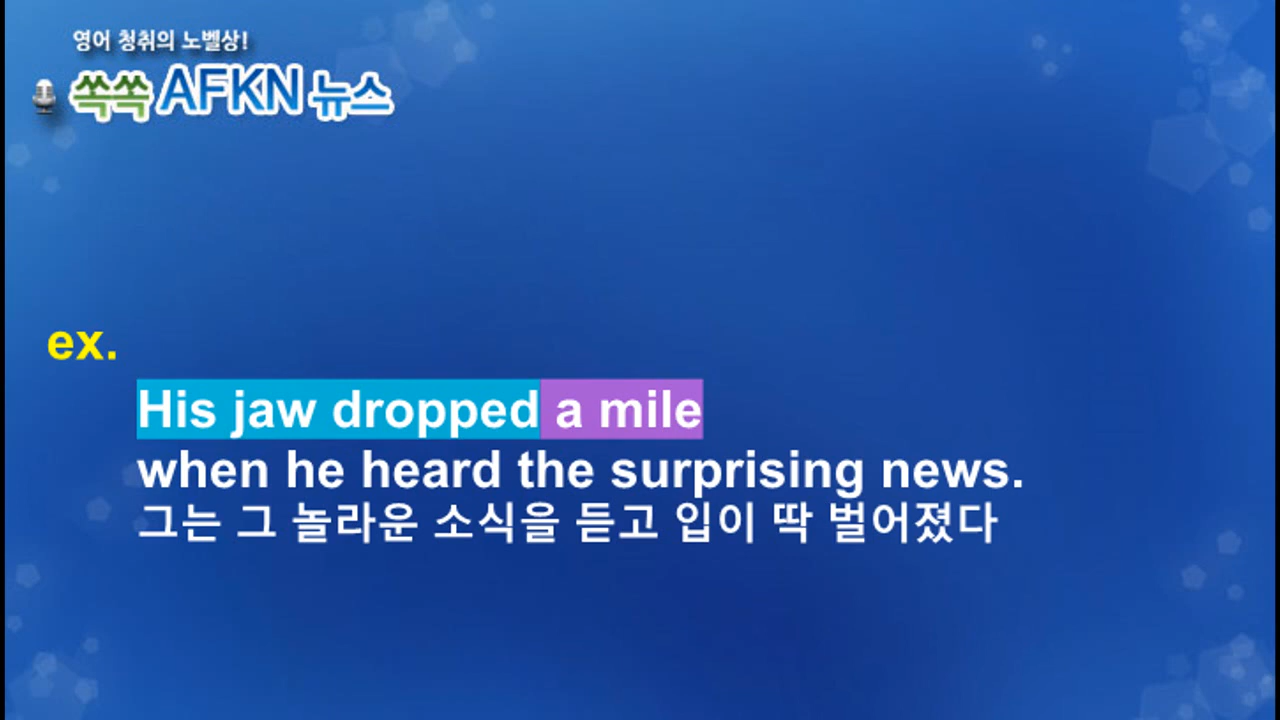 영어 청취의 노벨상!
쏙쏙 AFKN 뉴스
ex.
His jaw dropped a mile
when he heard the surprising news.
그는 그 놀라운 소식을 듣고 입이 딱 벌어졌다